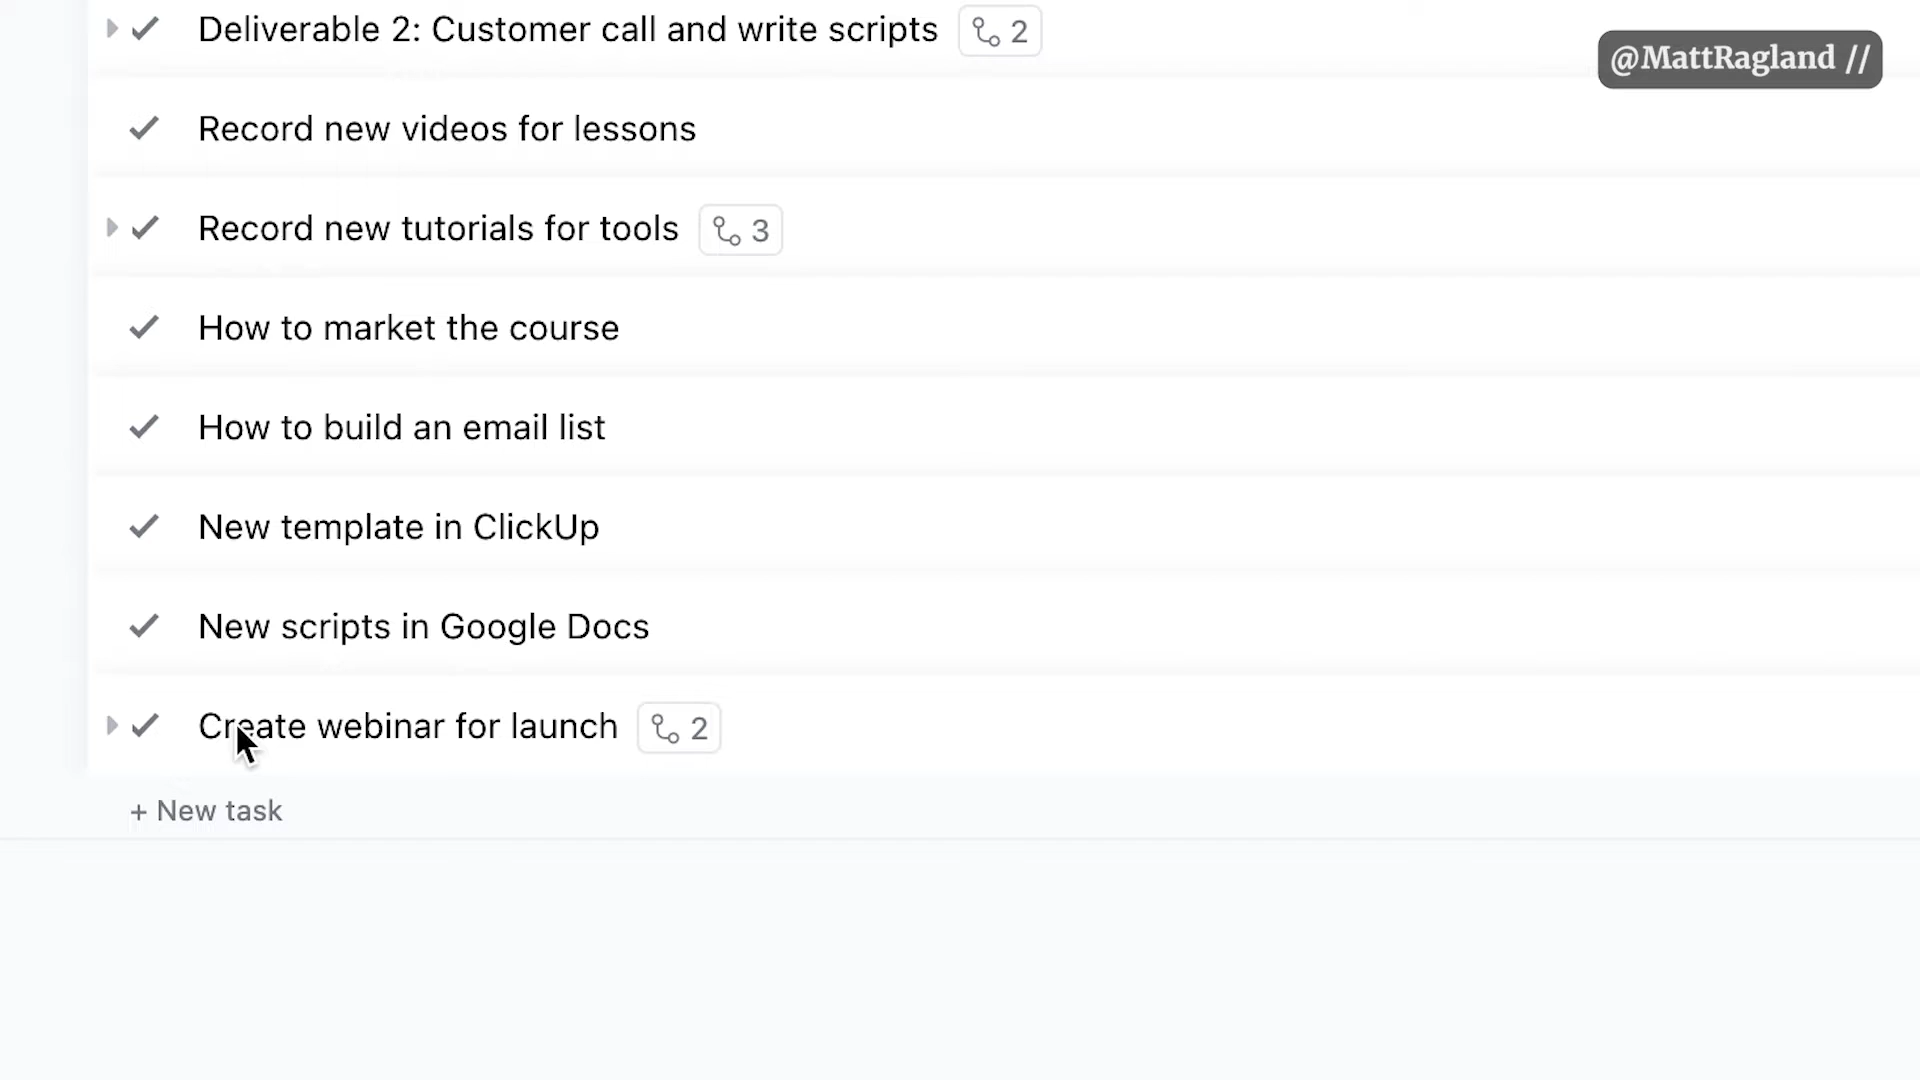 Deliverable 2: Customer call and write scripts 2
@MattRagland //
Record new videos for lessons
Record new tutorials for tools 3
How to market the course
How to build an email list
New template in ClickUp
New scripts in Google Docs
Create webinar for launch 2
+ New task